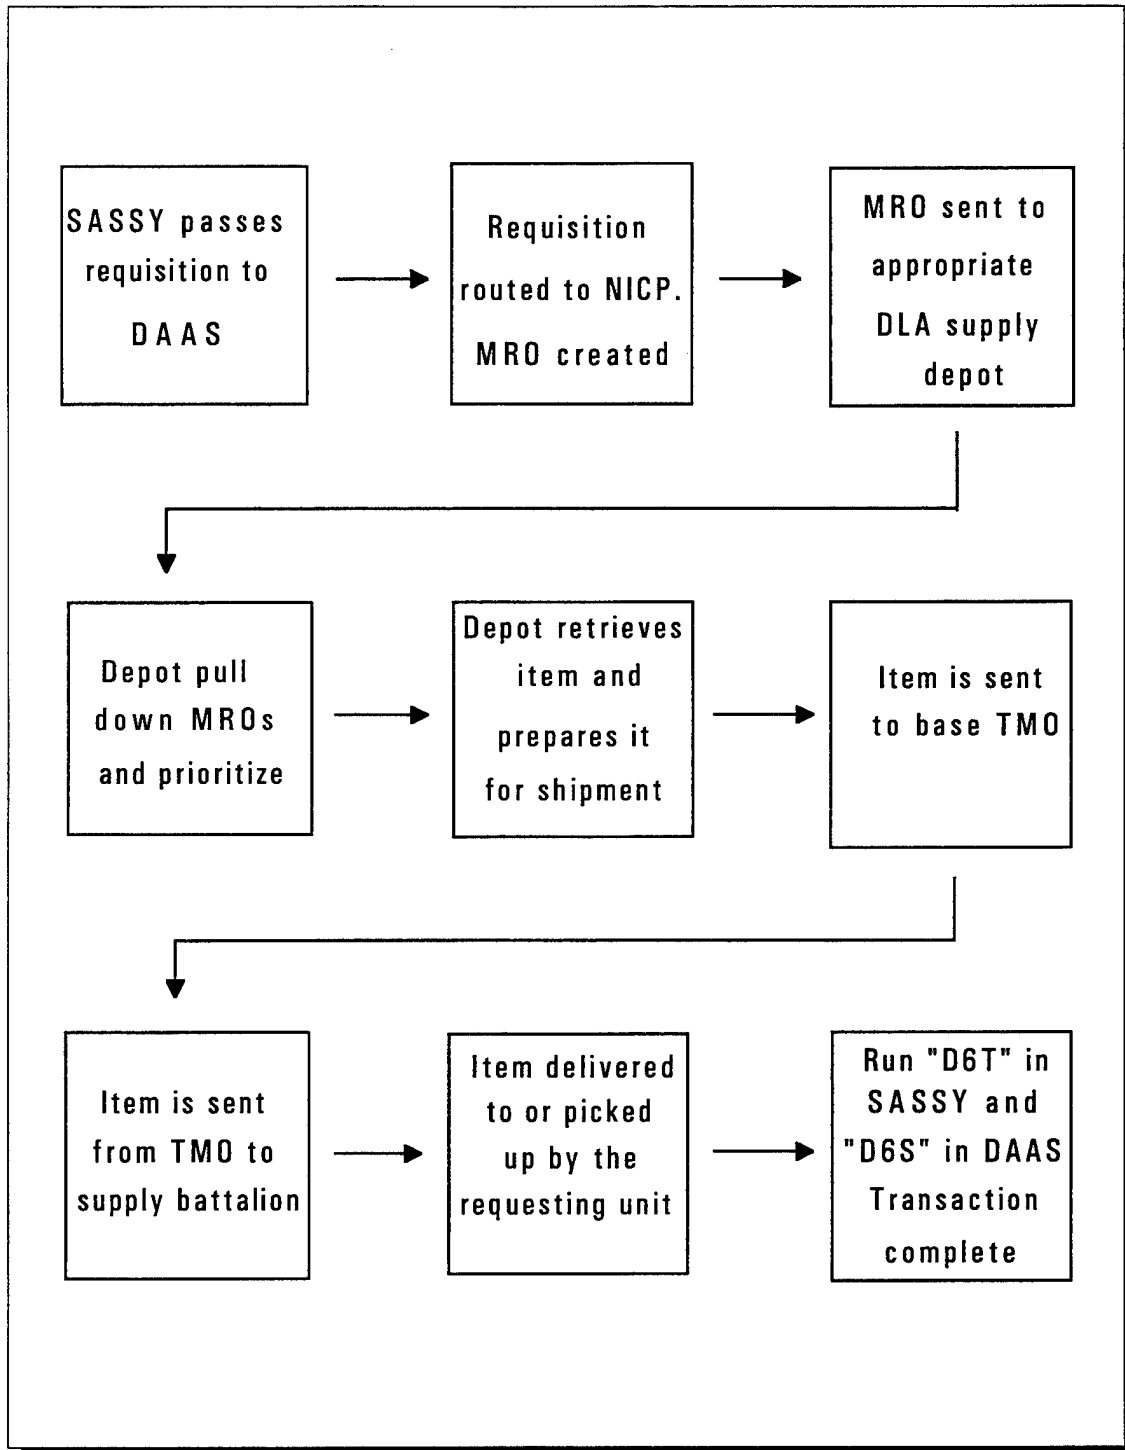 SASSY passes
requisition to
DAAS
Requisition
routed to NICP.
MRO created
MRO sent to
appropriate
DLA supply
depot
Depot pull
down MROs
and prioritize
Depot retrieves
item and
prepares it
for shipment
Item is sent
to base TMO
Item is sent
from TMO to
supply battalion
Item delivered
to or picked
up by the
requesting unit
Run "D6T" in
SASSY and
"D6S" in DAAS
Transaction
complete